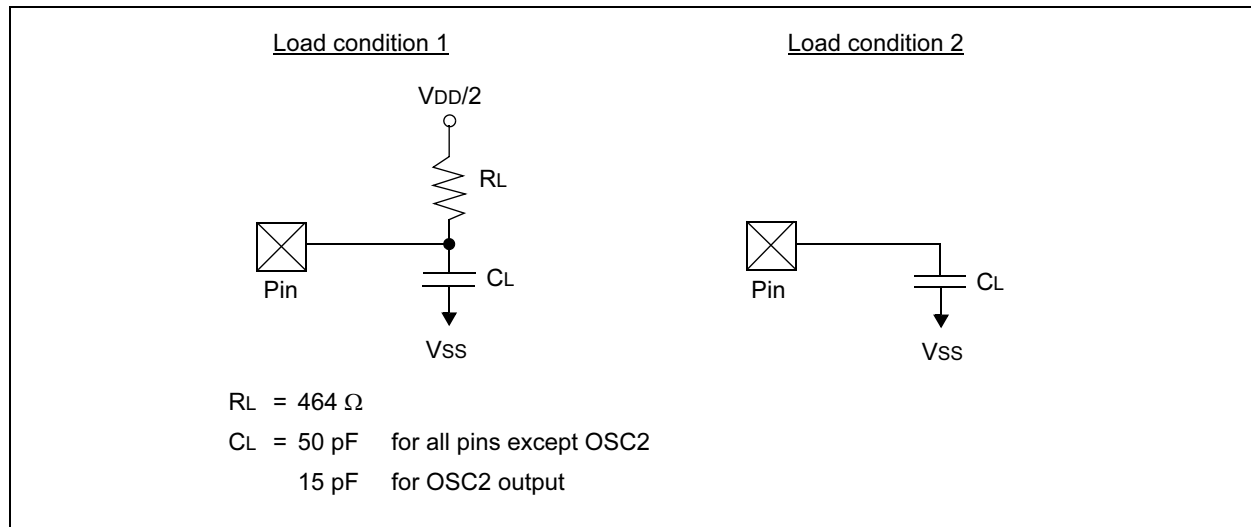 Load condition 1
VDD/2
RL
Pin
CL
VSS
Load condition 2
Pin
CL
VSS
RL = 464 Ω
CL = 50 pF for all pins except OSC2
15 pF for OSC2 output